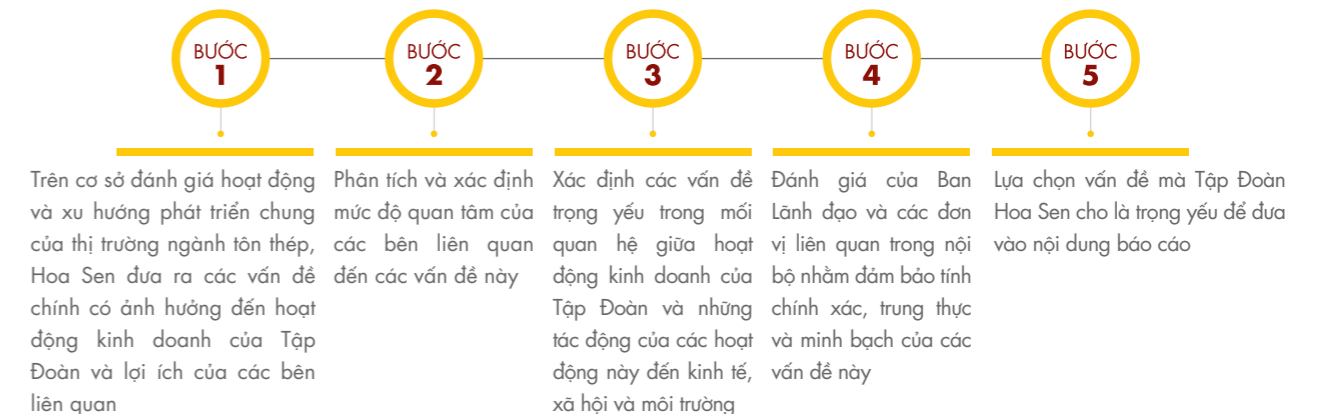 BƯỚC
1
BƯỚC
2
BƯỚC
3
BƯỚC
4
BƯỚC
5
Trên cơ sở đánh giá hoạt động
và xu hướng phát triển chung
của thị trường ngành tôn thép,
Hoa Sen đưa ra các vấn đề
chính có ảnh hưởng đến hoạt
động kinh doanh của Tập
Đoàn và lợi ích của các bên
liên quan
Phân tích và xác định
mức độ quan tâm của
các bên liên quan
đến các vấn đề này
Xác định các vấn đề
trọng yếu trong mối
quan hệ giữa hoạt
động kinh doanh của
Tập Đoàn và những
tác động của các hoạt
động này đến kinh tế,
xã hội và môi trường
Đánh giá của Ban
Lãnh đạo và các đơn
vị liên quan trong nội
bộ nhằm đảm bảo tính
chính xác, trung thực
và minh bạch của các
vấn đề này
Lựa chọn vấn đề mà Tập Đoàn
Hoa Sen cho là trọng yếu để đưa
vào nội dung báo cáo